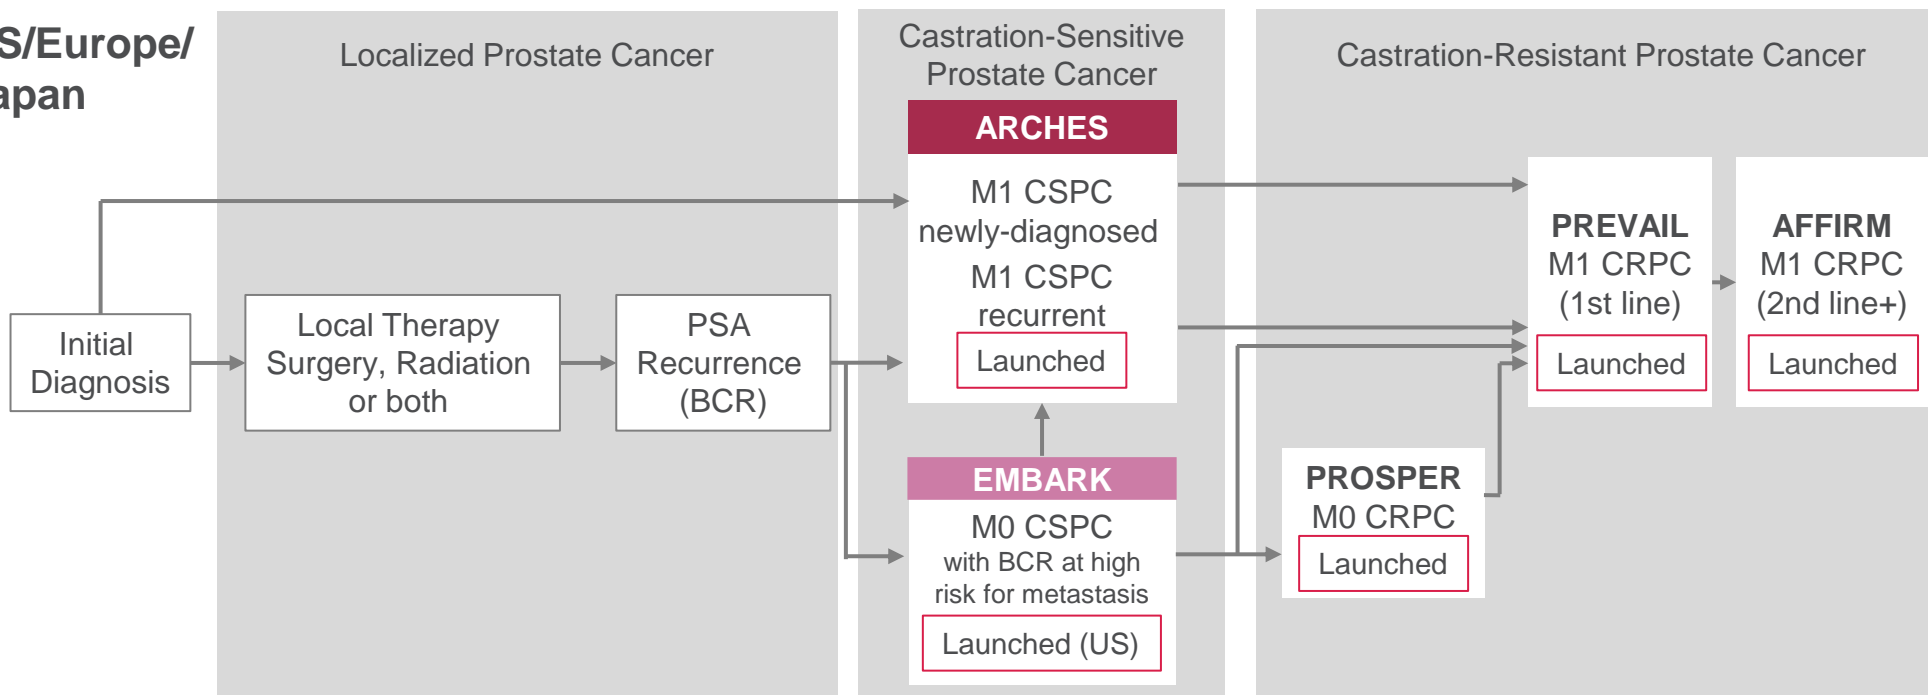 S/Europe/
apan
Localized Prostate Cancer
Castration-Sensitive
Prostate Cancer
Castration-Resistant Prostate Cancer
Initial
Diagnosis
Local Therapy
Surgery, Radiation
or both
PSA
Recurrence
(BCR)
ARCHES
M1 CSPC
newly-diagnosed
M1 CSPC
recurrent
Launched
EMBARK
M0 CSPC
with BCR at high
risk for metastasis
Launched (US)
PROSPER
M0 CRPC
Launched
PREVAIL
M1 CRPC
(1st line)
Launched
AFFIRM
M1 CRPC
(2nd line+)
Launched